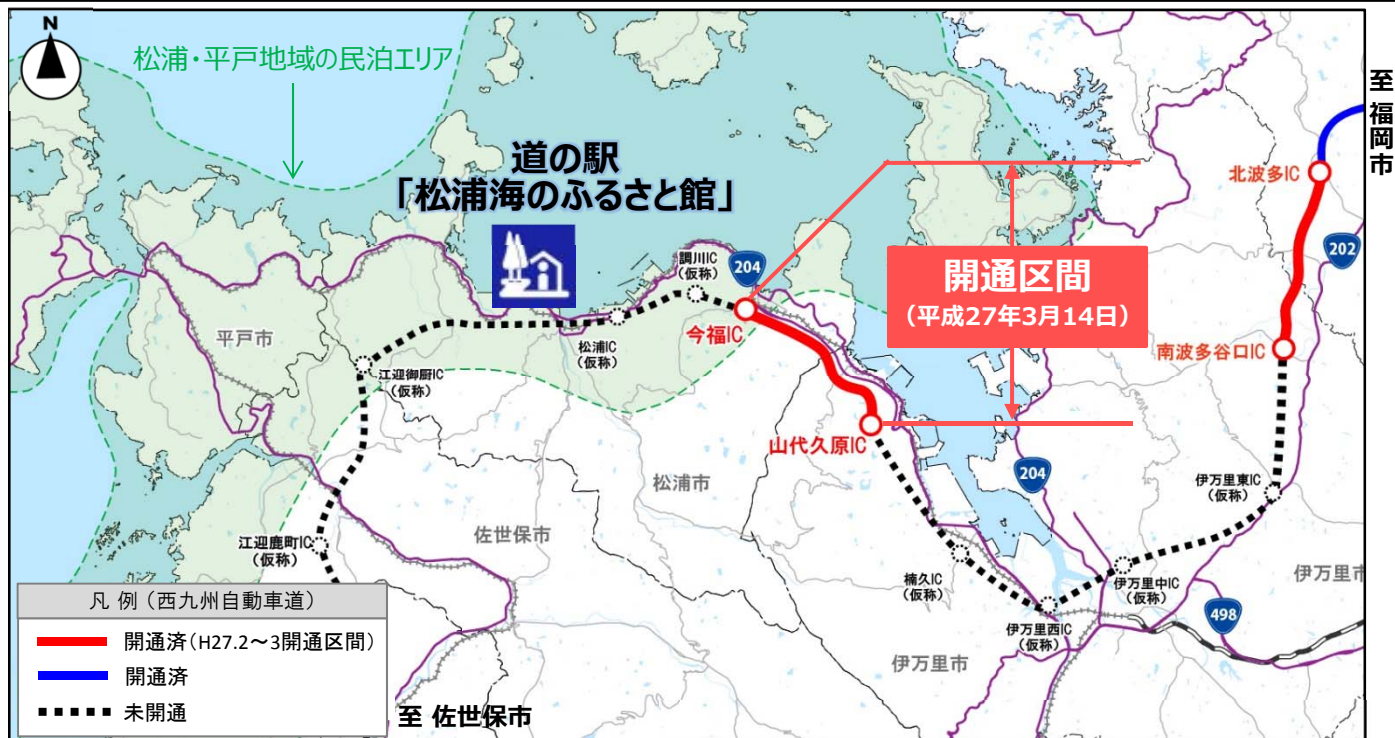 N
松浦・平戸地域の民泊エリア
至 福岡市
道の駅
「松浦海のふるさと館」
北波多IC
202
調川IC
（仮称）
204
開通区間
（平成27年3月14日）
今福IC
南波多谷口IC
平戸市
松浦IC
（仮称）
江迎御厨IC
（仮称）
山代久原IC
松浦市
204
伊万里東IC
（仮称）
佐世保市
江迎鹿町IC
（仮称）
楠久IC
（仮称）
伊万里中IC
（仮称）
伊万里市
498
伊万里西IC
（仮称）
伊万里市
凡 例（西九州自動車道）
開通済（H27.2～3開通区間）
開通済
未開通
至 佐世保市